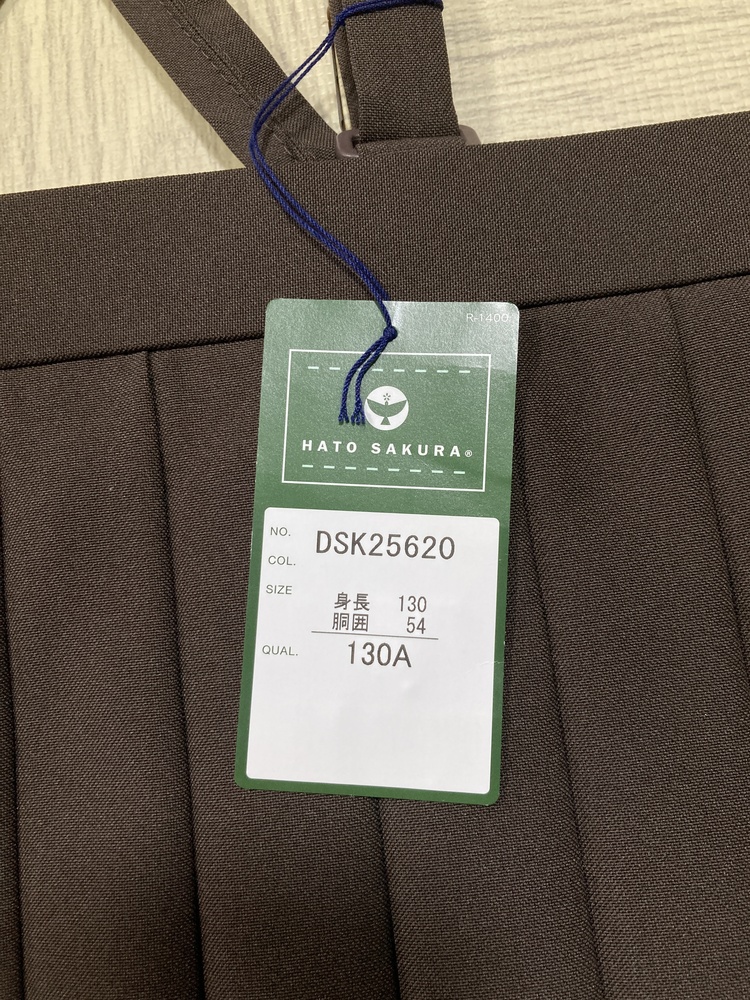 R-1400
HATO SAKURA®
NO. DSK25620
COL.
SIZE
身長 130
胴囲 54
QUAL. 130A